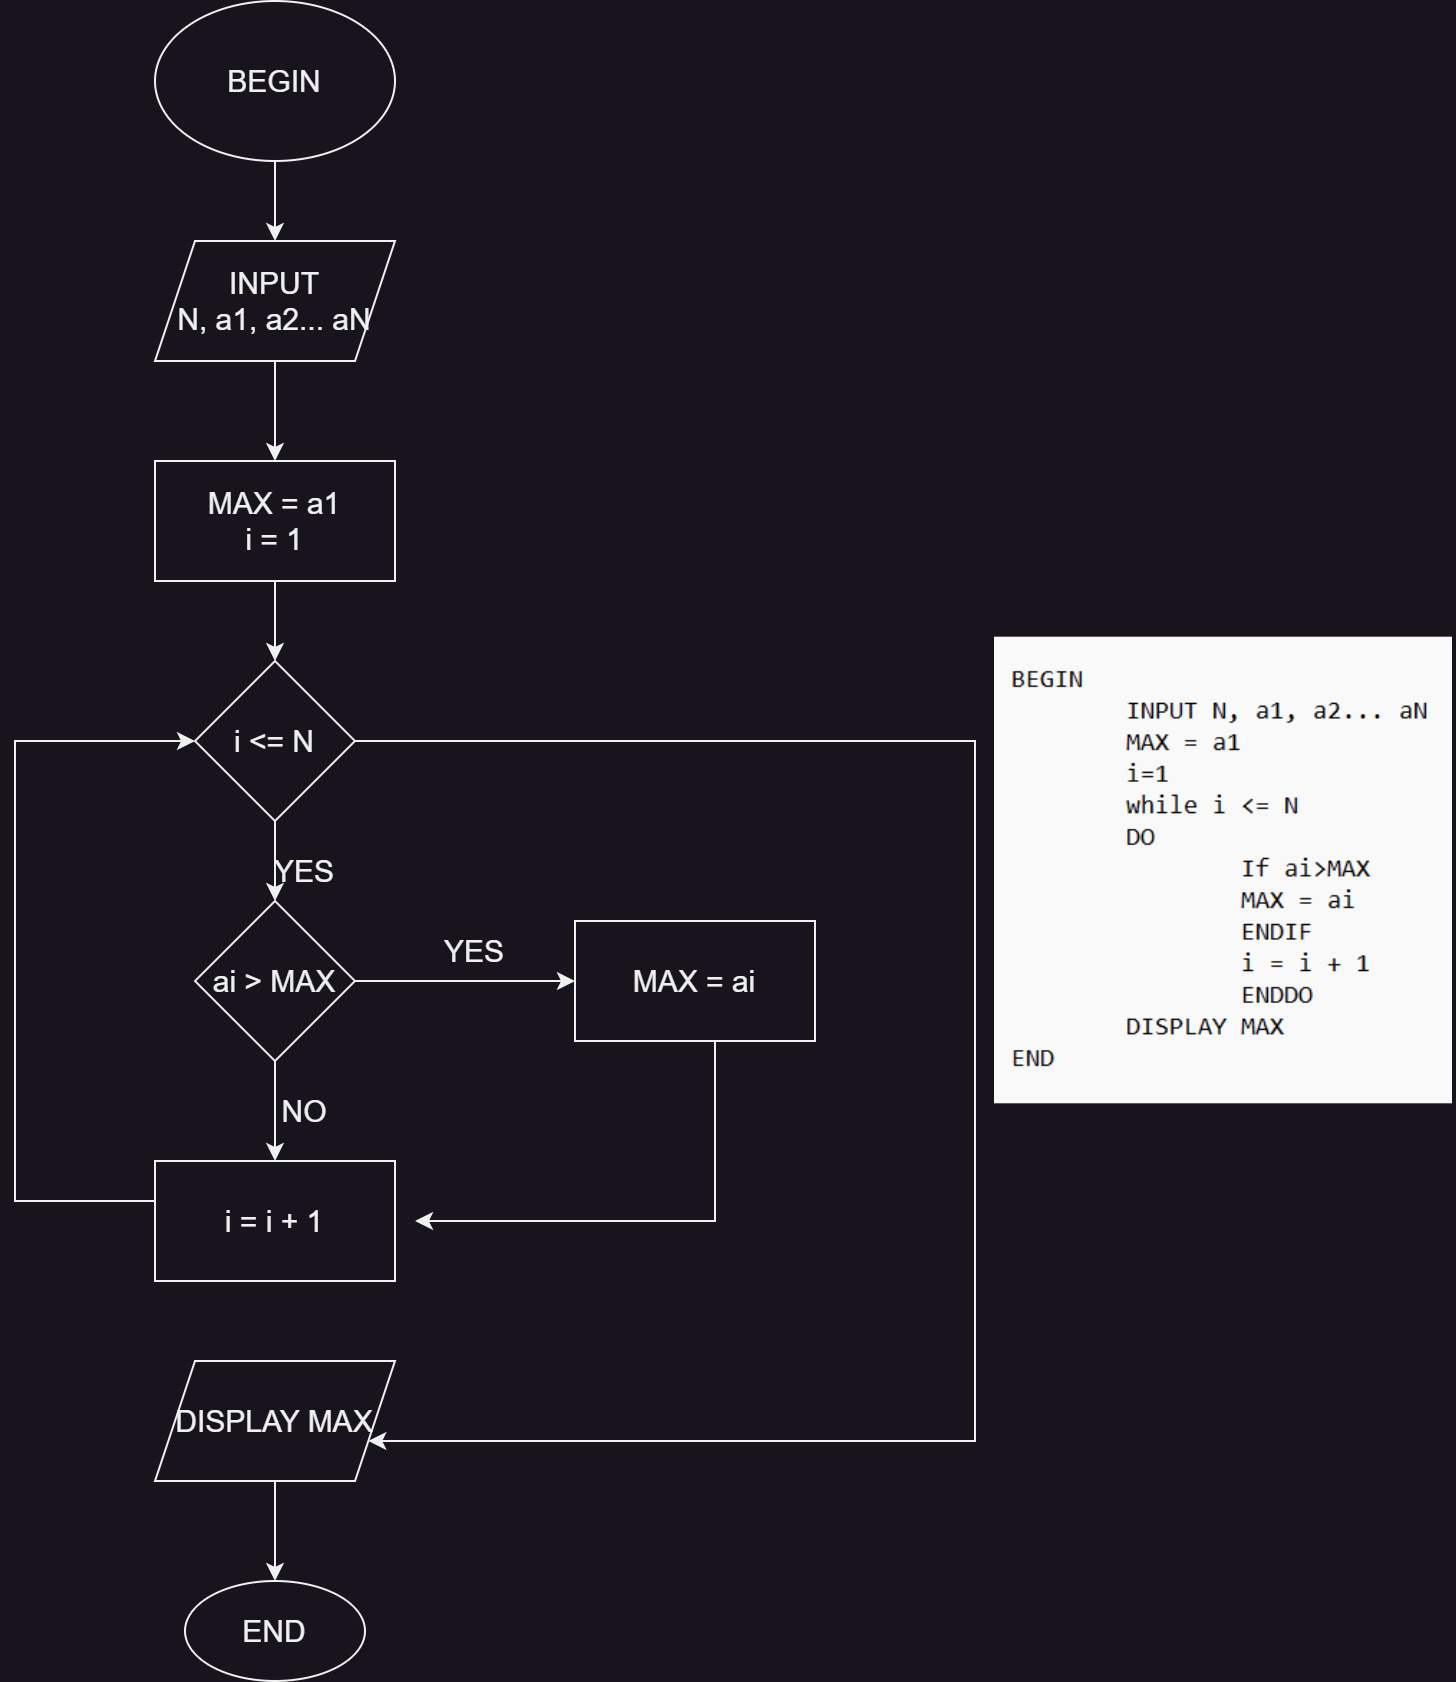 BEGIN
INPUT
N, a1, a2... aN
MAX = a1
i = 1
i <= N
YES
ai > MAX
YES
MAX = ai
NO
i = i + 1
DISPLAY MAX
END
BEGIN
INPUT N, a1, a2... aN
MAX = a1
i=1
while i <= N
DO
If ai>MAX
MAX = ai
ENDIF
i = i + 1
ENDDO
DISPLAY MAX
END